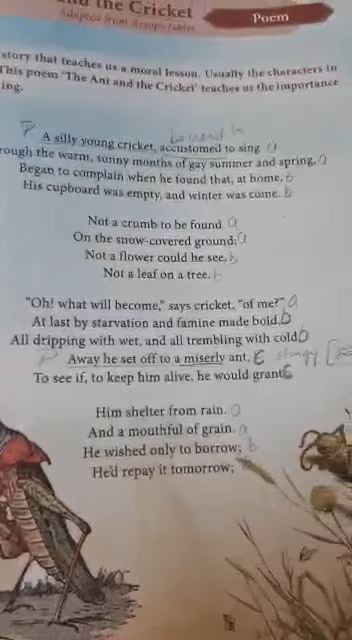 the Cricket
Adapted from Aesop's fables
Poem
story that teaches us a moral lesson. Usually the characters in
This poem 'The Ant and the Cricket' teaches us the importance
ing.
A silly young cricket, accustomed to sing a
rough the warm, sunny months of gay summer and spring, a
Began to complain when he found that, at home, b
His cupboard was empty, and winter was come. b
Not a crumb to be found a
On the snow-covered ground; a
Not a flower could he see, b
Not a leaf on a tree. b
"Oh! what will become," says cricket, "of me?" a
At last by starvation and famine made bold, b
All dripping with wet, and all trembling with cold b
Away he set off to a miserly ant, c stingy
To see if, to keep him alive, he would grant c
Him shelter from rain. a
And a mouthful of grain. a
He wished only to borrow; b
He'd repay it tomorrow;